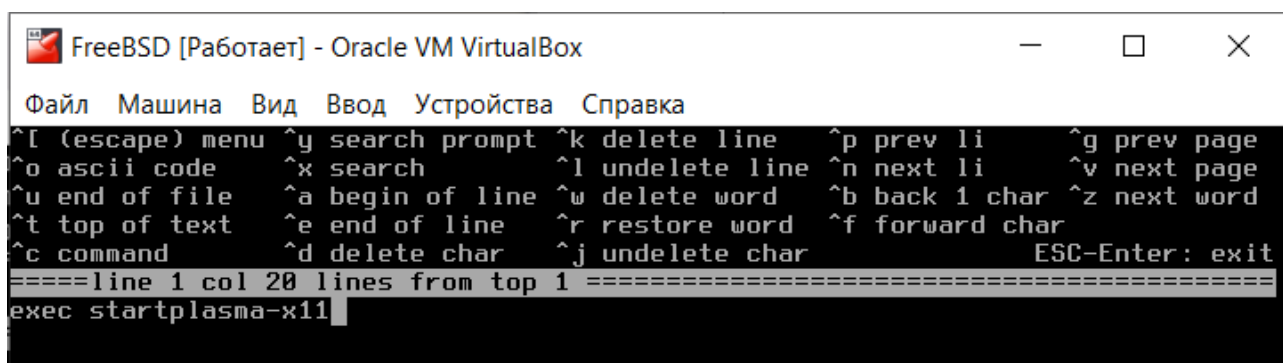 FreeBSD [Работает] - Oracle VM VirtualBox
Файл Машина Вид Ввод Устройства Справка
^[ (escape) menu ^y search prompt ^k delete line ^p prev li ^g prev page
^o ascii code ^x search ^l undelete line ^n next li ^v next page
^u end of file ^a begin of line ^w delete word ^b back 1 char ^z next word
^t top of text ^e end of line ^r restore word ^f forward char
^c command ^d delete char ^j undelete char ESC-Enter: exit
=====line 1 col 20 lines from top 1 ============================================
exec startplasma-x11